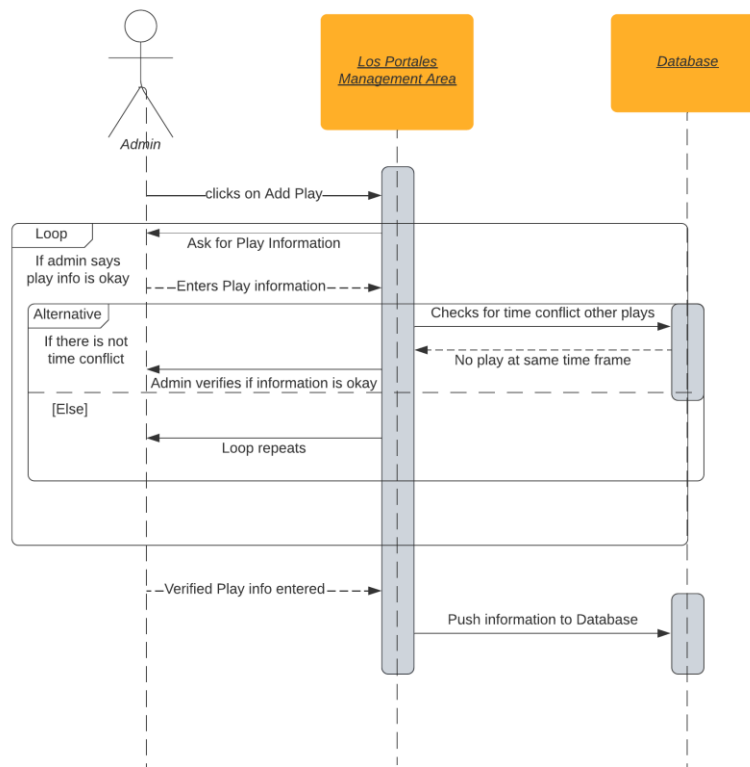 Los Portales
Management Area
Database
Admin
clicks on Add Play
Loop
Ask for Play Information
If admin says
play info is okay
Enters Play information
Alternative
Checks for time conflict other plays
If there is not
time conflict
No play at same time frame
Admin verifies if information is okay
[Else]
Loop repeats
Verified Play info entered
Push information to Database